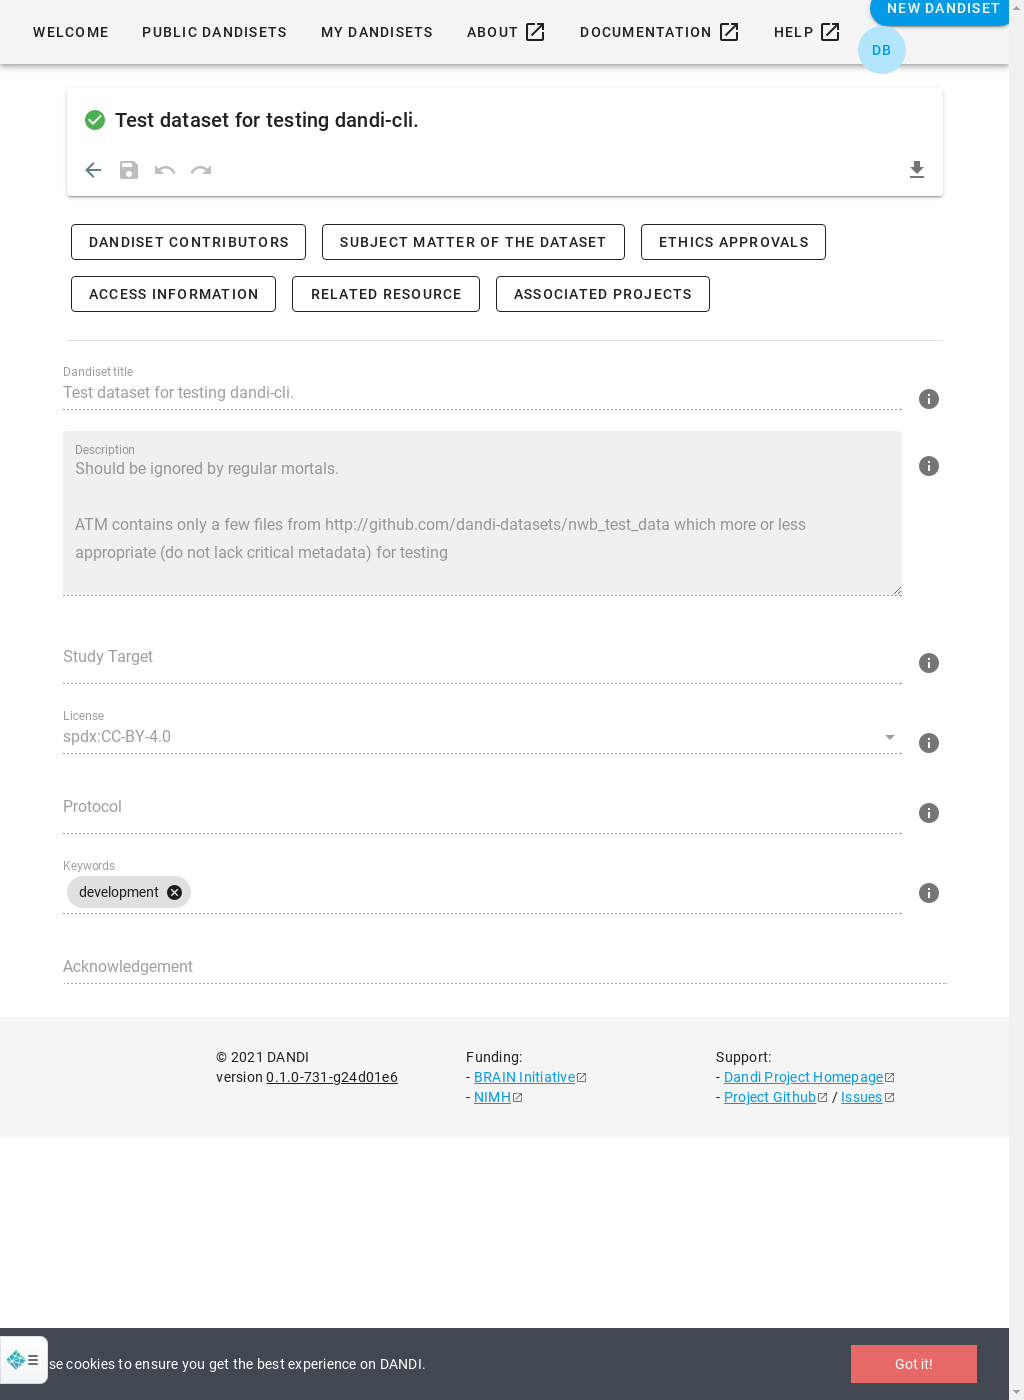 WELCOME PUBLIC DANDISETS MY DANDISETS ABOUT DOCUMENTATION HELP
NEW DANDISET
DB
Test dataset for testing dandi-cli.
DANDISET CONTRIBUTORS SUBJECT MATTER OF THE DATASET ETHICS APPROVALS
ACCESS INFORMATION RELATED RESOURCE ASSOCIATED PROJECTS
Dandiset title
Test dataset for testing dandi-cli.
Description
Should be ignored by regular mortals.
ATM contains only a few files from http://github.com/dandi-datasets/nwb_test_data which more or less
appropriate (do not lack critical metadata) for testing
Study Target
License
spdx:CC-BY-4.0
Protocol
Keywords
development
Acknowledgement
© 2021 DANDI
version 0.1.0-731-g24d01e6
Funding:
- BRAIN Initiative
- NIMH
Support:
- Dandi Project Homepage
- Project Github / Issues
cookies to ensure you get the best experience on DANDI.
Got it!